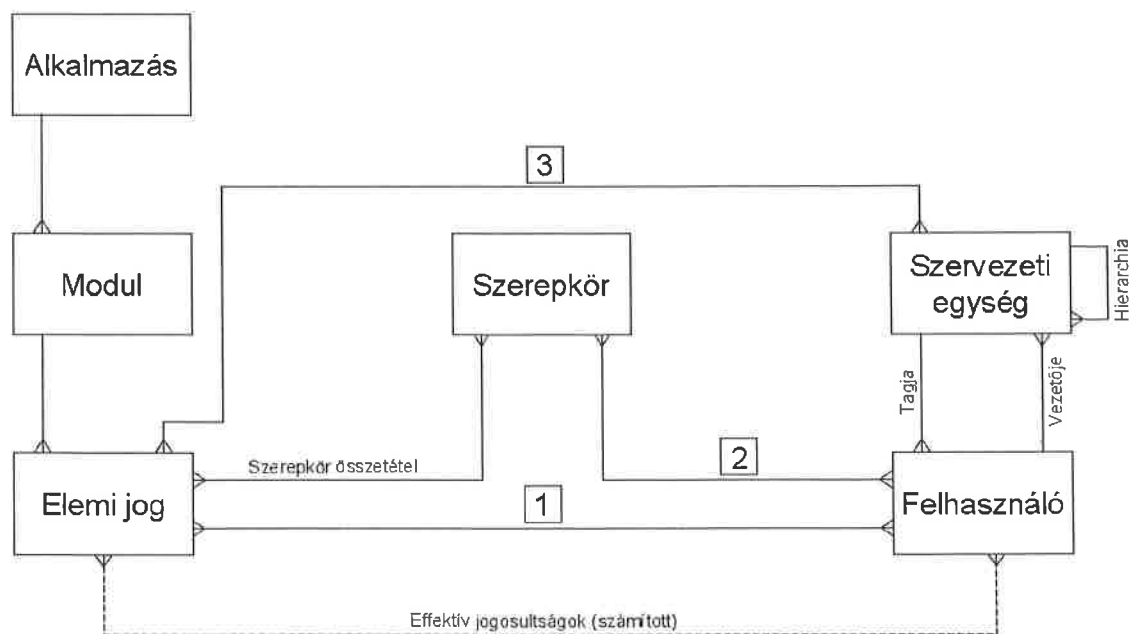 Alkalmazás
3
Modul
Szerepkör
Szervezeti
egység
Hierarchia
Tagja
Vezetője
Szerepkör összetétel
2
Elemi jog
1
Felhasználó
Effektív jogosultságok (számított)